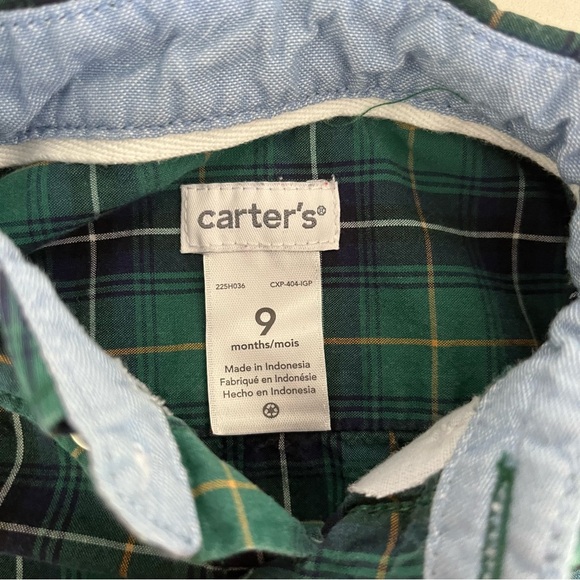 carter's®
225H036 CXP-404-IGP
9
months/mois
Made in Indonesia
Fabriqué en Indonésie
Hecho en Indonesia